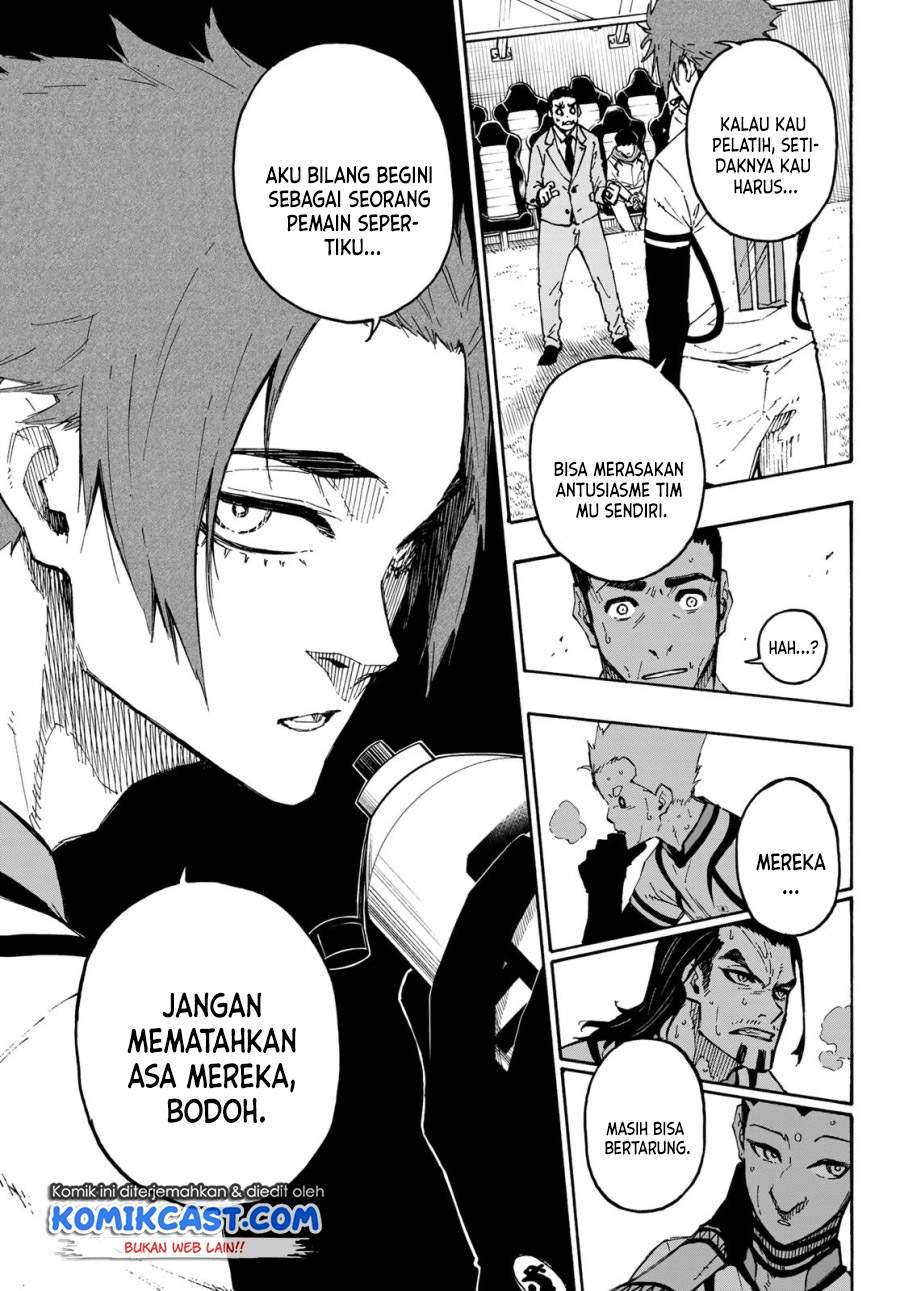 KALAU KAU
PELATIH, SETI-
DAKNYA KAU
HARUS...
BISA MERASAKAN
ANTUSIASME TIM
MU SENDIRI.
HAH...?
MEREKA
...
MASIH BISA
BERTARUNG.
AKU BILANG BEGINI
SEBAGAI SEORANG
PEMAIN SEPER-
TIKU...
JANGAN
MEMATAHKAN
ASA MEREKA,
BODOH.
Komik ini diterjemahkan & diedit oleh
KOMIKCAST.COM
BUKAN WEB LAIN!!